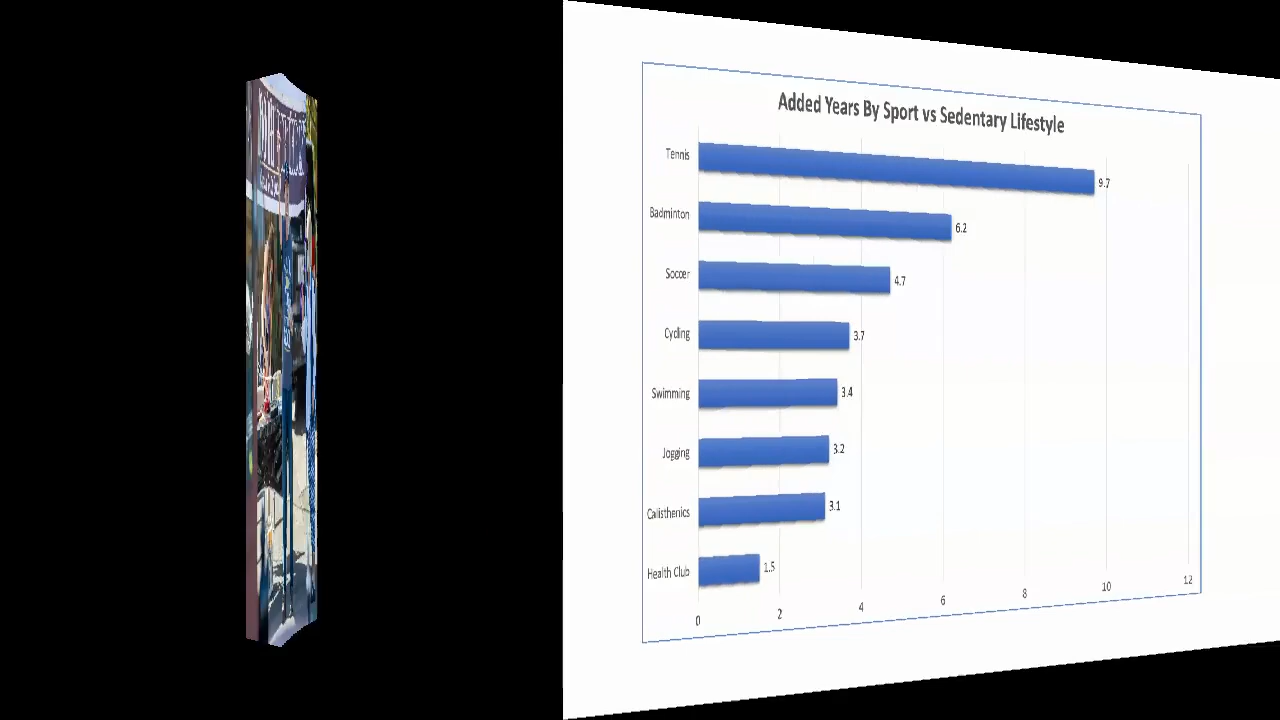 Added Years By Sport vs Sedentary Lifestyle
Tennis 9.7
Badminton 6.2
Soccer 4.7
Cycling 3.7
Swimming 3.4
Jogging 3.2
Calisthenics 3.1
Health Club 1.5
0 2 4 6 8 10 12